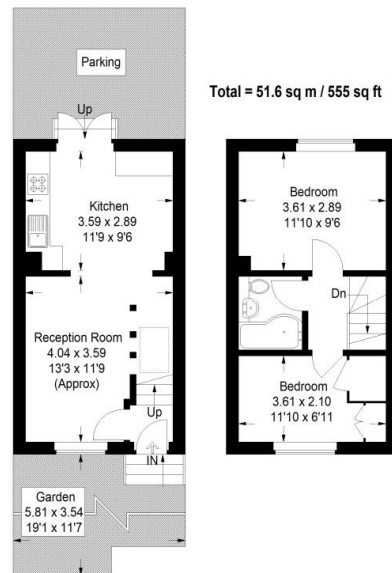 Parking
Total = 51.6 sq m / 555 sq ft
Up
Kitchen
3.59 x 2.89
11'9 x 9'6
Reception Room
4.04 x 3.59
13'3 x 11'9
(Approx)
Up
IN
Garden
5.81 x 3.54
19'1 x 11'7
Bedroom
3.61 x 2.89
11'10 x 9'6
Dn
Bedroom
3.61 x 2.10
11'10 x 6'11